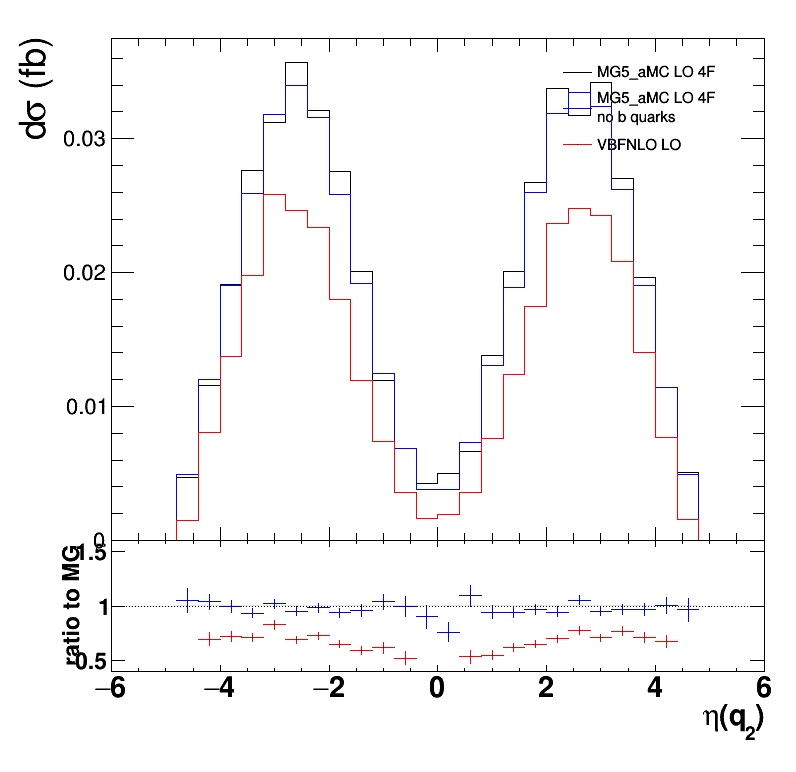 dσ (fb)
MG5_aMC LO 4F
MG5_aMC LO 4F
no b quarks
VBFNLO LO
0.03
0.02
0.01
0
ratio to MG
1.5
1
0.5
−6 −4 −2 0 2 4 6
η(q2)